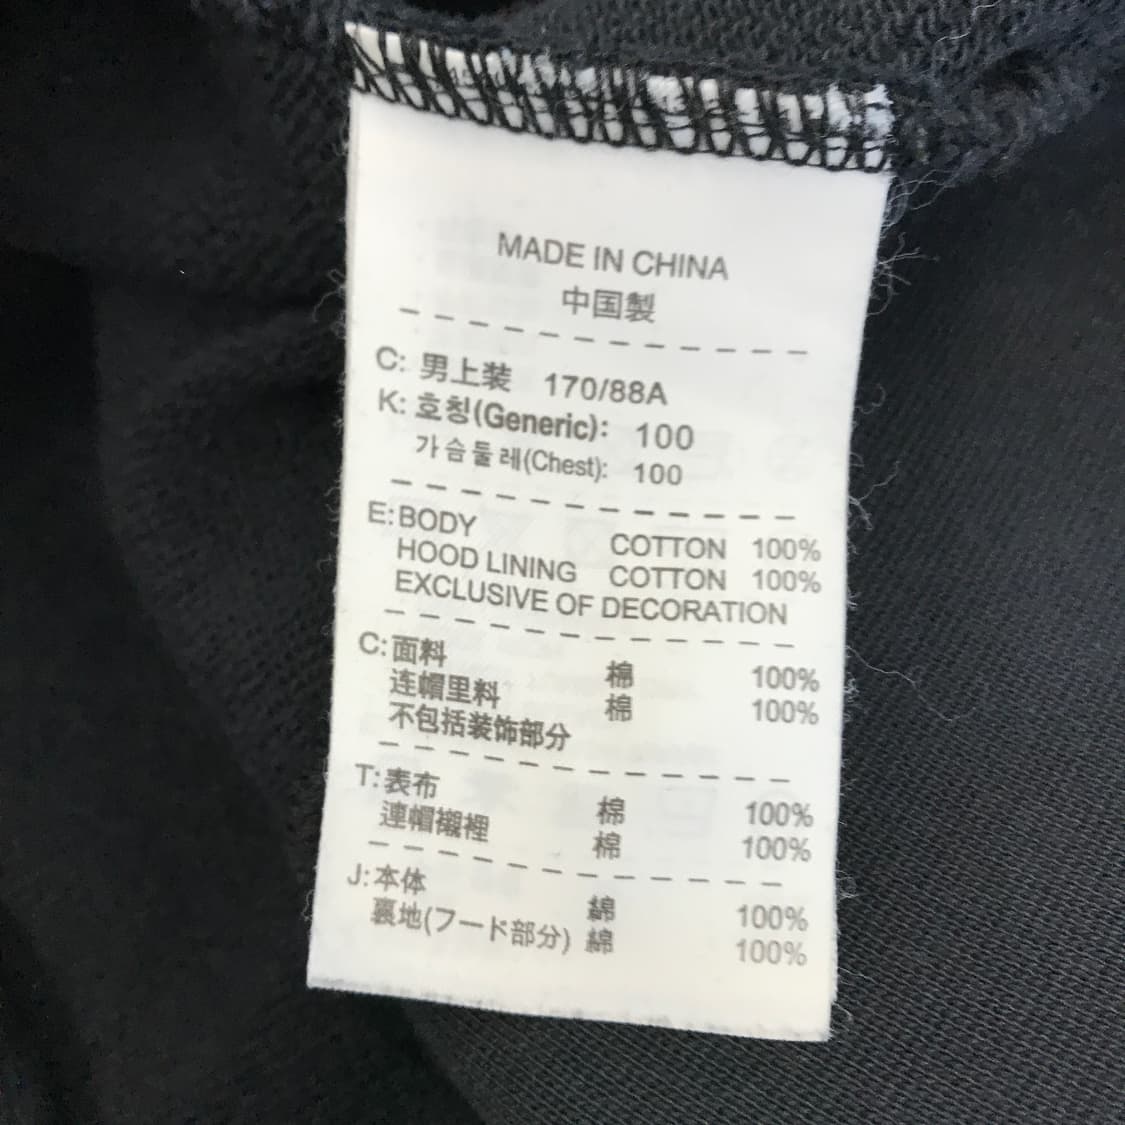 MADE IN CHINA
中国製
C: 男上装 170/88A
K: 호칭(Generic): 100
가슴둘레(Chest): 100
E: BODY COTTON 100%
HOOD LINING COTTON 100%
EXCLUSIVE OF DECORATION
C: 面料 棉 100%
连帽里料 棉 100%
不包括装饰部分
T: 表布 棉 100%
連帽襯裡 棉 100%
J: 本体 綿 100%
裏地(フード部分) 綿 100%